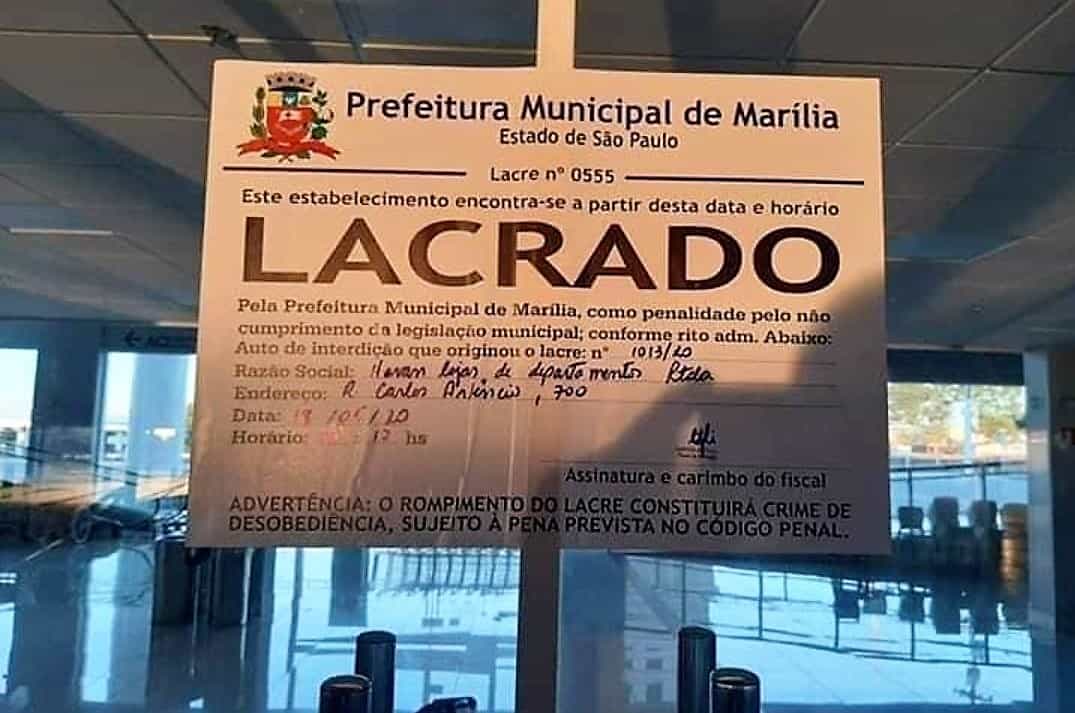 Prefeitura Municipal de Marília
Estado de São Paulo
Lacre nº 0555
Este estabelecimento encontra-se a partir desta data e horário
LACRADO
Pela Prefeitura Municipal de Marília, como penalidade pelo não
cumprimento da legislação municipal; conforme rito adm. Abaixo:
Auto de interdição que originou o lacre: nº 1013/20
Razão Social: Havan lojas de departamentos Ltda
Endereço: R Carlos Artêncio, 700
Data: /05/20
Horário: : 12 hs
Assinatura e carimbo do fiscal
ADVERTÊNCIA: O ROMPIMENTO DO LACRE CONSTITUIRÁ CRIME DE
DESOBEDIÊNCIA, SUJEITO À PENA PREVISTA NO CÓDIGO PENAL.